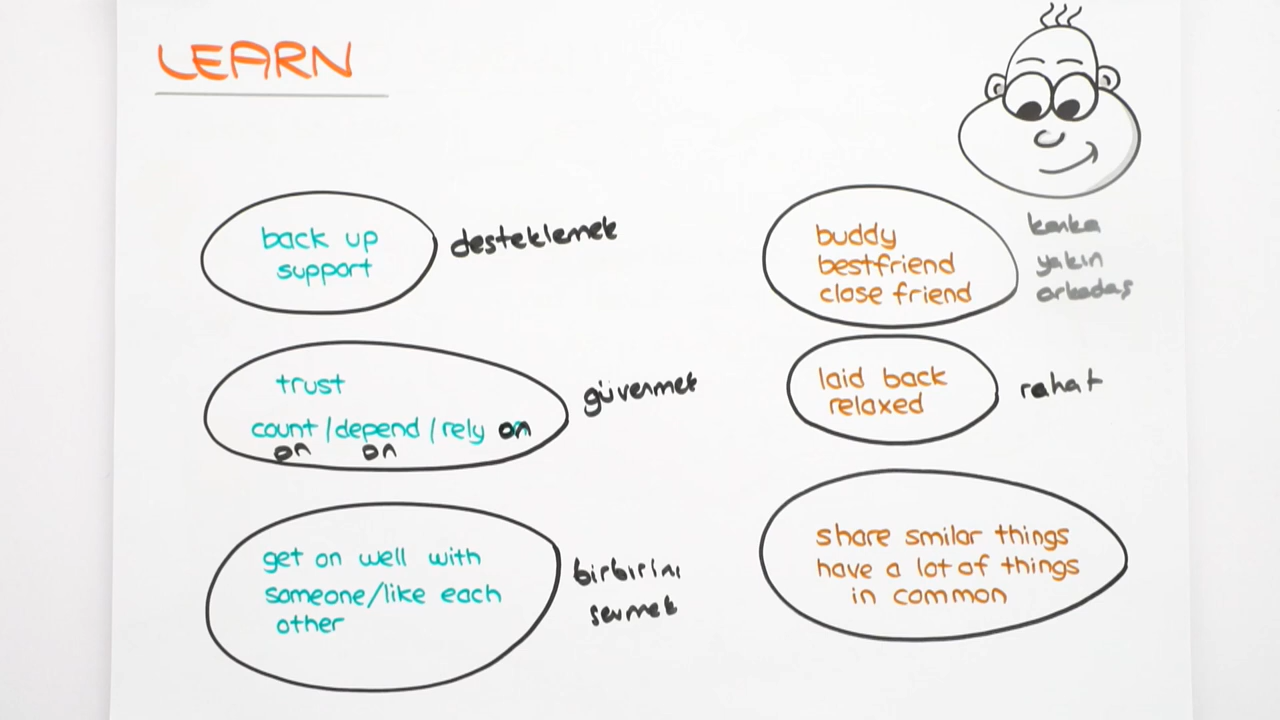 LEARN
back up
support
desteklemek
buddy
bestfriend
close friend
kanka
yakın
arkadaş
trust
count / depend / rely on
on on
güvenmek
laid back
relaxed
rahat
get on well with
someone/like each
other
birbirini
sevmek
share smilar things
have a lot of things
in common